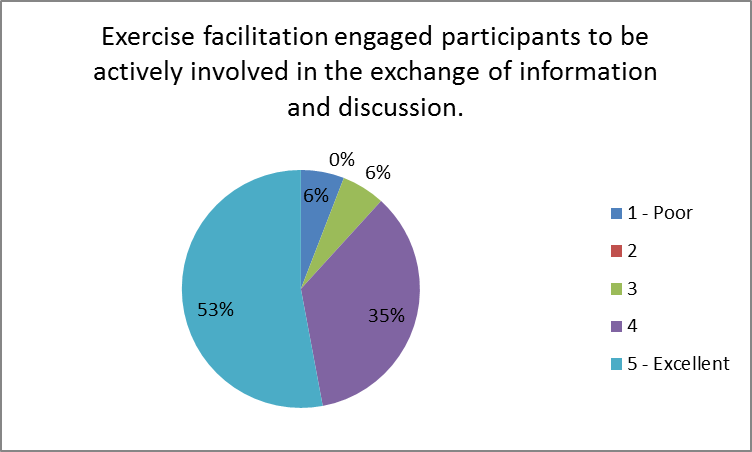 Exercise facilitation engaged participants to be
actively involved in the exchange of information
and discussion.
0%
6%
6%
35%
53%
1 - Poor
2
3
4
5 - Excellent